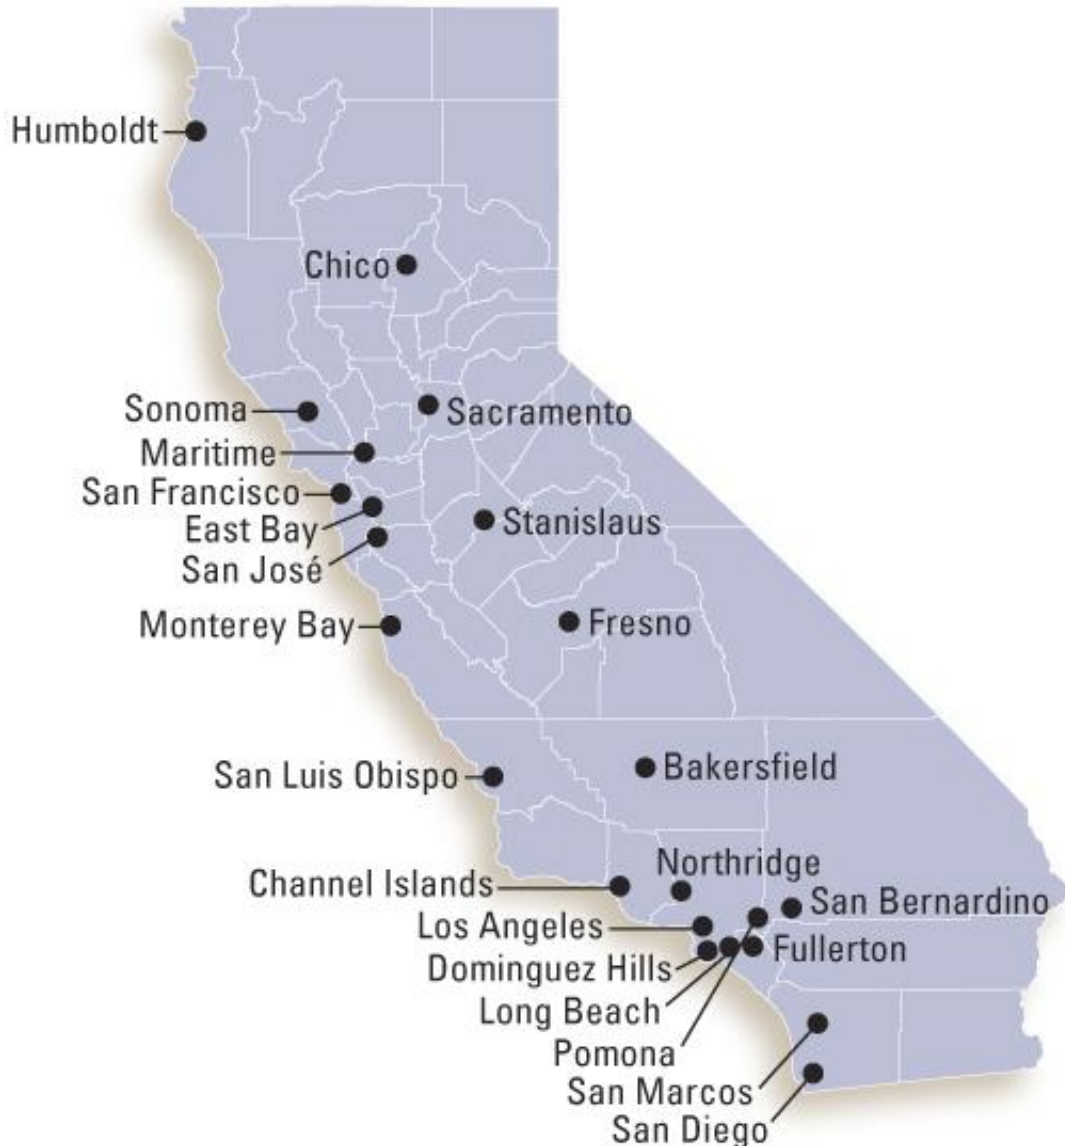 Humboldt
Chico
Sonoma
Sacramento
Maritime
San Francisco
East Bay
Stanislaus
San José
Monterey Bay
Fresno
San Luis Obispo
Bakersfield
Northridge
Channel Islands
San Bernardino
Los Angeles
Fullerton
Dominguez Hills
Long Beach
Pomona
San Marcos
San Diego